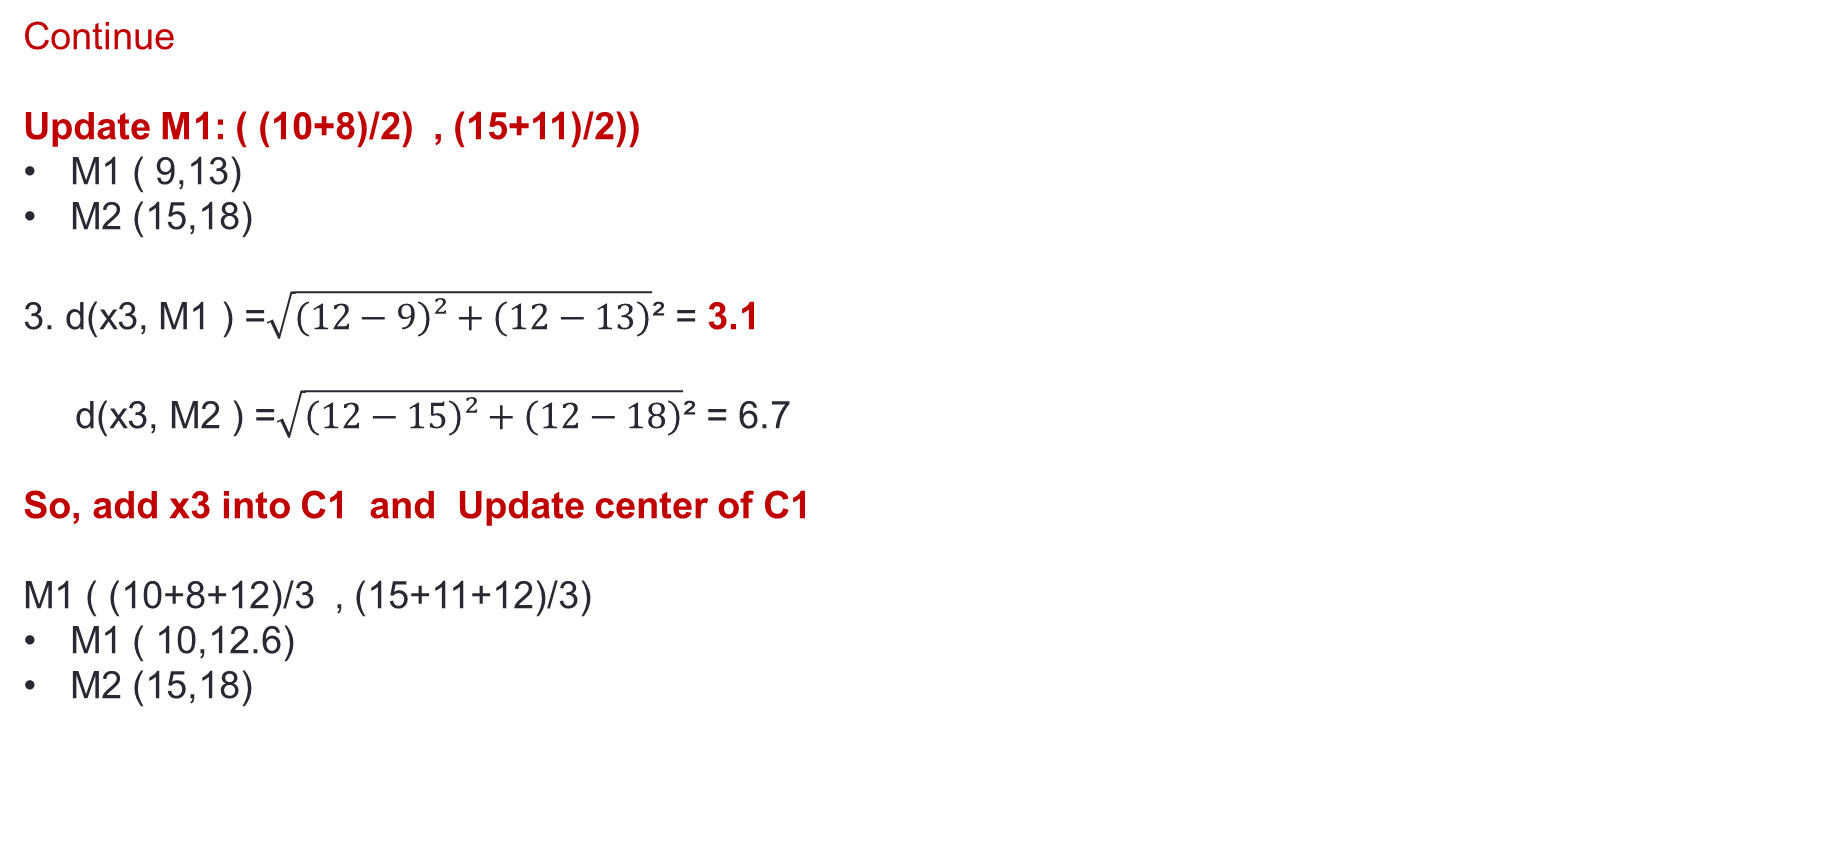 Continue
Update M1: ( (10+8)/2)  , (15+11)/2))
• M1 ( 9,13)
• M2 (15,18)
3. d(x3, M1 ) =√(12 − 9)² + (12 − 13)² = 3.1
d(x3, M2 ) =√(12 − 15)² + (12 − 18)² = 6.7
So, add x3 into C1  and  Update center of C1
M1 ( (10+8+12)/3  , (15+11+12)/3)
• M1 ( 10,12.6)
• M2 (15,18)